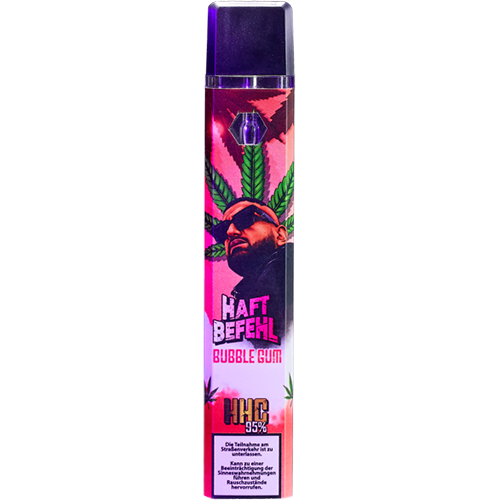 HAFT
BEFEHL
BUBBLE GUM
HHC
95%
Die Teilnahme am
Straßenverkehr ist zu
unterlassen.
Kann zu einer
Beeinträchtigung der
Sinneswahrnehmungen
führen und
Rauschzustände
hervorrufen.